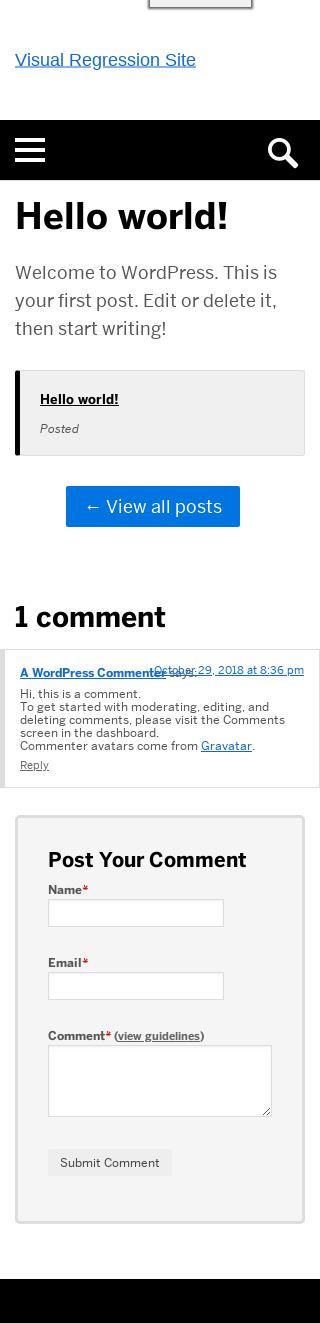 Visual Regression Site
Hello world!
Welcome to WordPress. This is
your first post. Edit or delete it,
then start writing!
Hello world!
Posted
← View all posts
1 comment
A WordPress Commenter says:
October 29, 2018 at 8:36 pm
Hi, this is a comment.
To get started with moderating, editing, and
deleting comments, please visit the Comments
screen in the dashboard.
Commenter avatars come from Gravatar.
Reply
Post Your Comment
Name*
Email*
Comment* (view guidelines)
Submit Comment